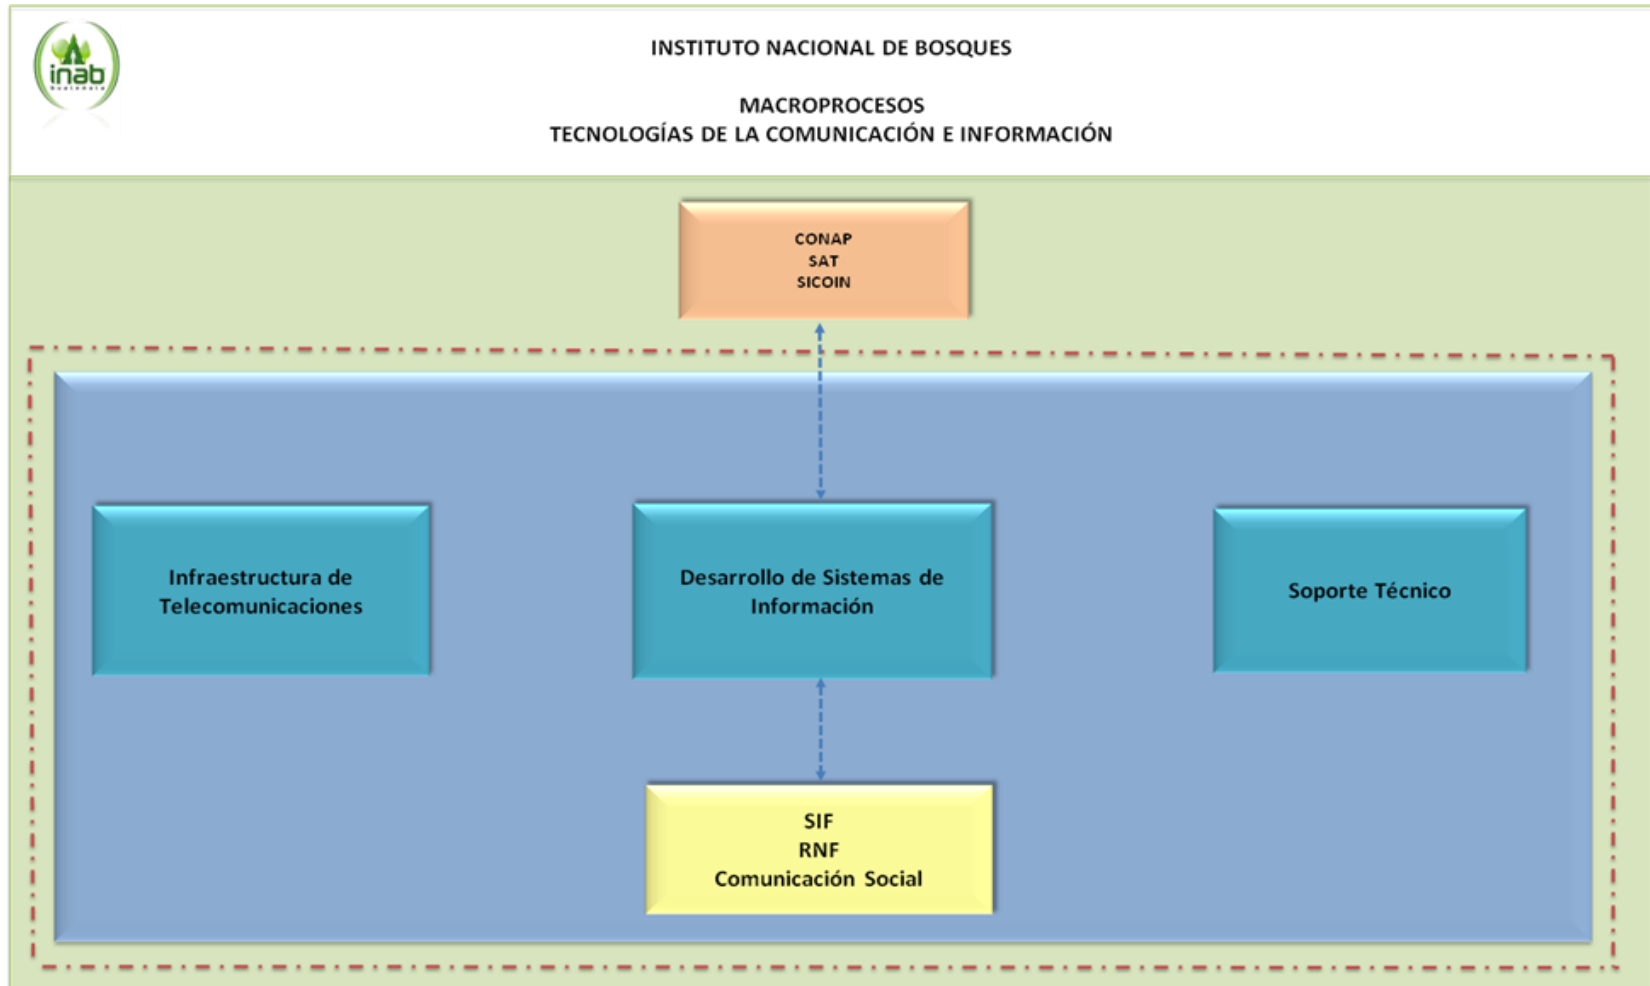 inab
Guatemala
INSTITUTO NACIONAL DE BOSQUES
MACROPROCESOS
TECNOLOGÍAS DE LA COMUNICACIÓN E INFORMACIÓN
CONAP
SAT
SICOIN
Infraestructura de
Telecomunicaciones
Desarrollo de Sistemas de
Información
Soporte Técnico
SIF
RNF
Comunicación Social